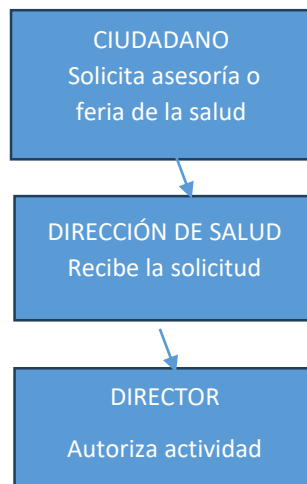 CIUDADANO
Solicita asesoría o
feria de la salud
DIRECCIÓN DE SALUD
Recibe la solicitud
DIRECTOR
Autoriza actividad